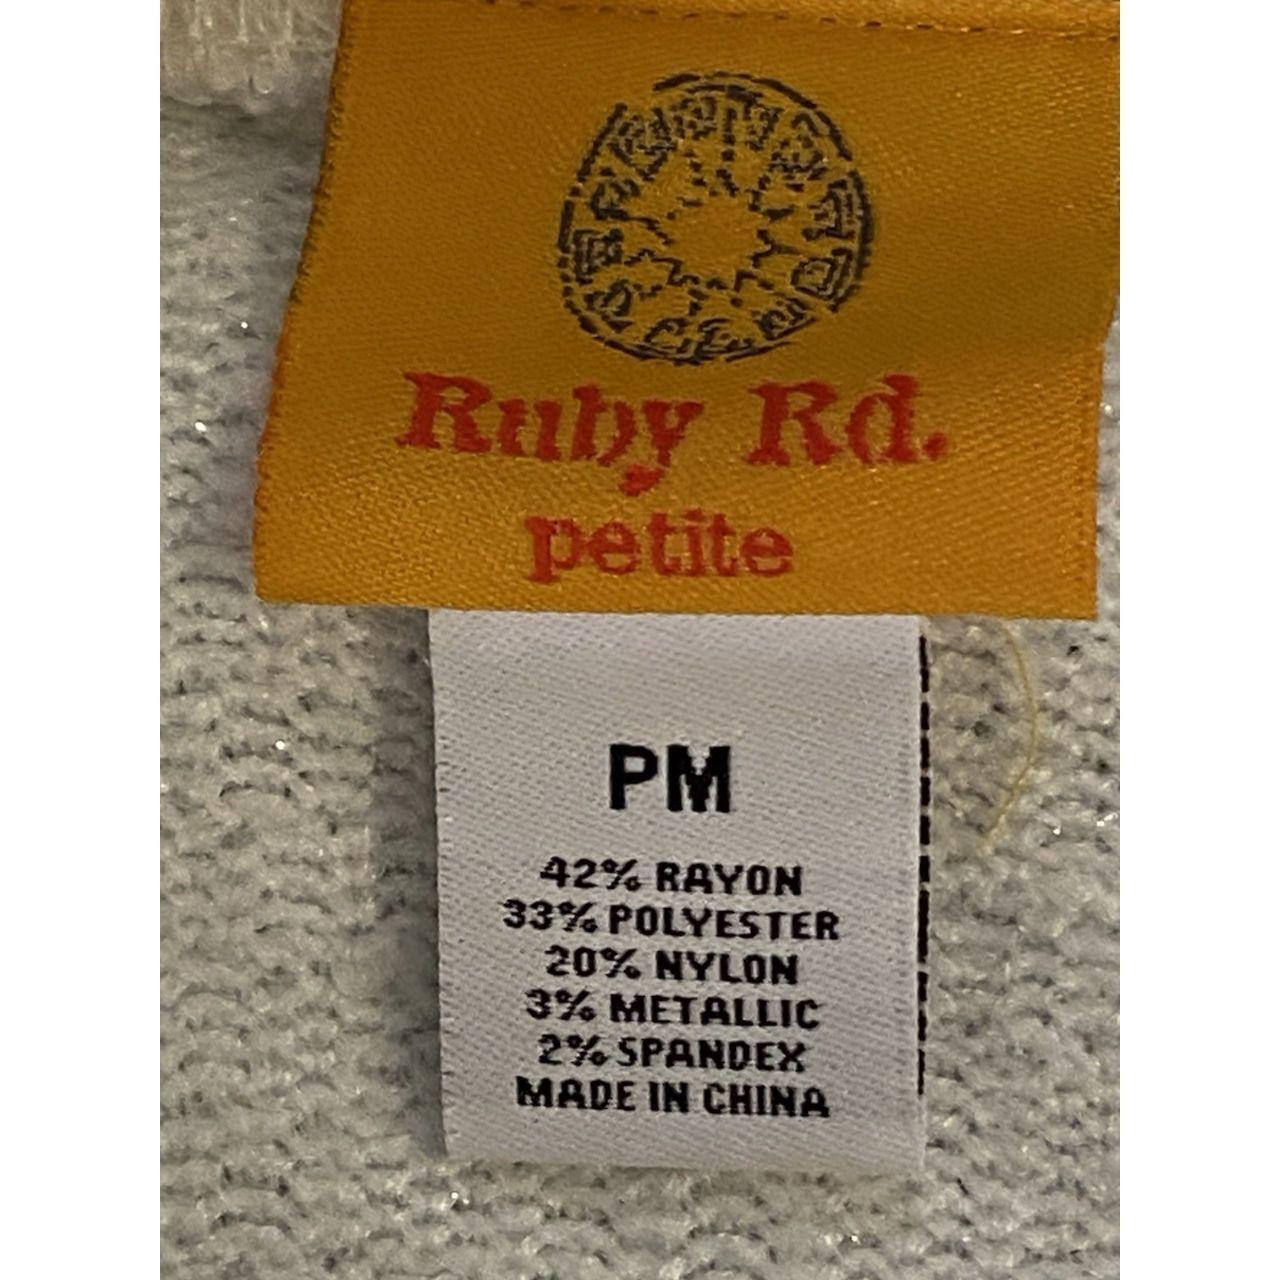 Ruby Rd.
petite
PM
42% RAYON
33% POLYESTER
20% NYLON
3% METALLIC
2% SPANDEX
MADE IN CHINA